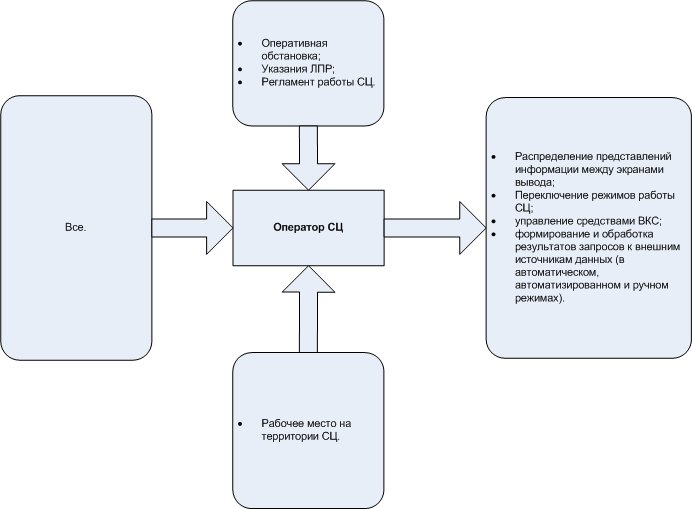 • Оперативная
обстановка;
• Указания ЛПР;
• Регламент работы СЦ.
Все.
Оператор СЦ
• Распределение представлений
информации между экранами
вывода;
• Переключение режимов работы
СЦ;
• управление средствами ВКС;
• формирование и обработка
результатов запросов к внешним
источникам данных (в
автоматическом,
автоматизированном и ручном
режимах).
• Рабочее место на
территории СЦ.